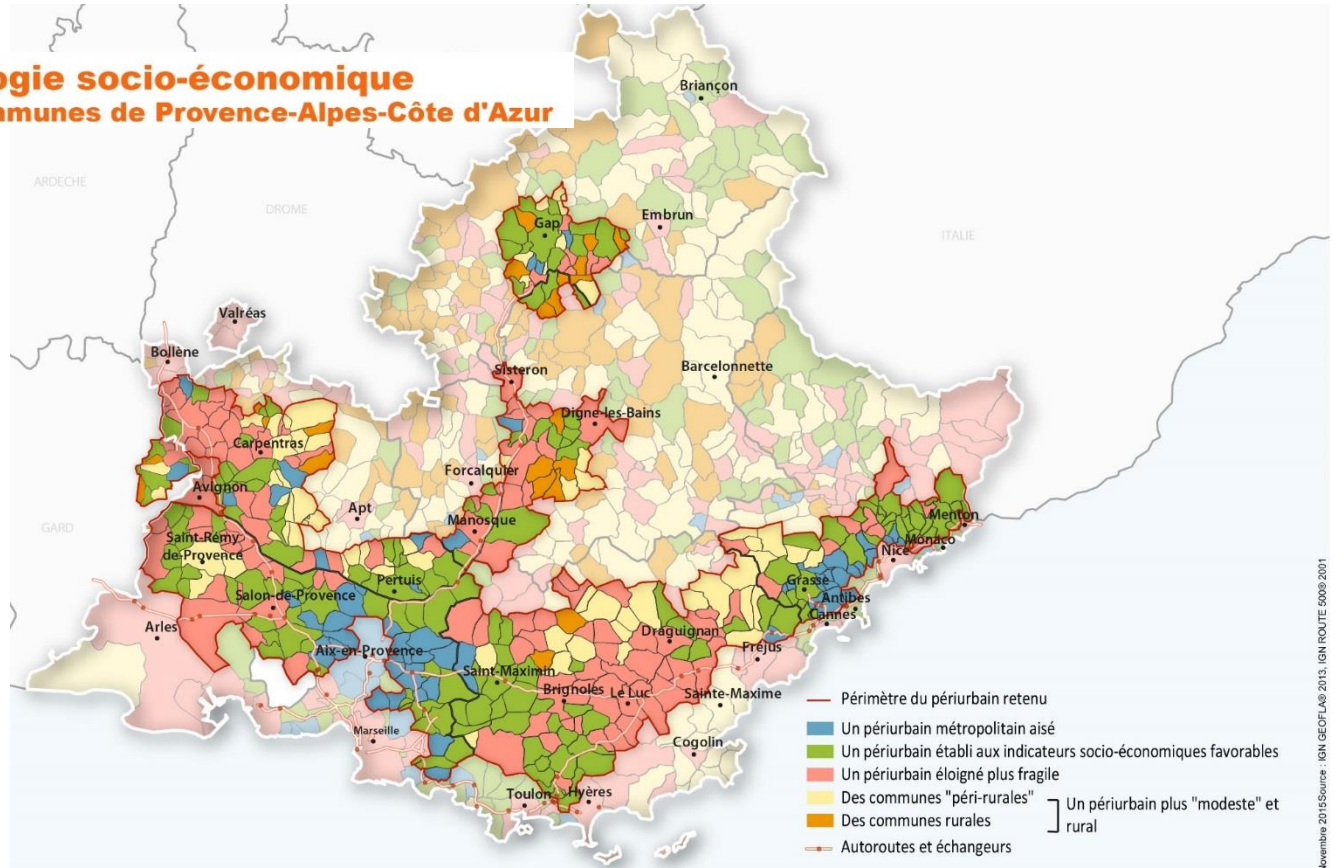 ogie socio-économique
mmunes de Provence-Alpes-Côte d'Azur
ARDECHE
DROME
ITALIE
GARD
Briançon
Gap
Embrun
Valréas
Bollène
Sisteron
Barcelonnette
Digne-les-Bains
Carpentras
Forcalquier
Avignon
Apt
Manosque
Menton
Saint-Rémy
de-Provence
Monaco
Nice
Pertuis
Grasse
Salon-de-Provence
Antibes
Cannes
Arles
Draguignan
Aix-en-Provence
Fréjus
Saint-Maximin
Brignoles
Le Luc
Sainte-Maxime
Marseille
Cogolin
Toulon
Hyères
Périmètre du périurbain retenu
Un périurbain métropolitain aisé
Un périurbain établi aux indicateurs socio-économiques favorables
Un périurbain éloigné plus fragile
Des communes "péri-rurales"
Des communes rurales
Un périurbain plus "modeste" et
rural
Autoroutes et échangeurs
ovembre 2015Source : IGN GEOFLA® 2013, IGN ROUTE 500® 2001